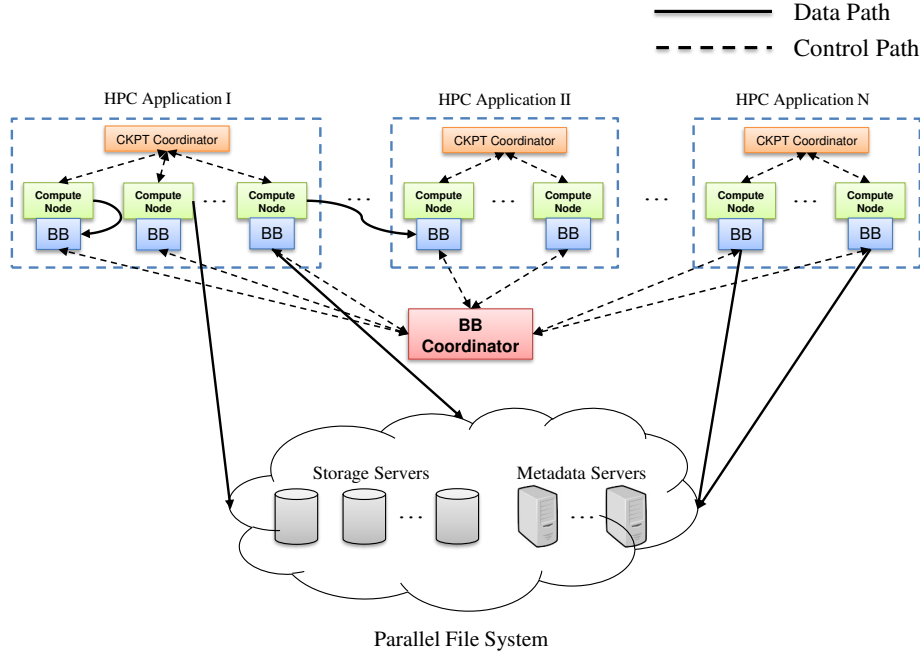 Data Path
Control Path
HPC Application I
HPC Application II
HPC Application N
CKPT Coordinator
CKPT Coordinator
CKPT Coordinator
Compute Node
Compute Node
...
Compute Node
...
Compute Node
...
Compute Node
...
Compute Node
...
Compute Node
BB
BB
BB
BB
BB
BB
BB
BB
Coordinator
Storage Servers
Metadata Servers
...
...
Parallel File System